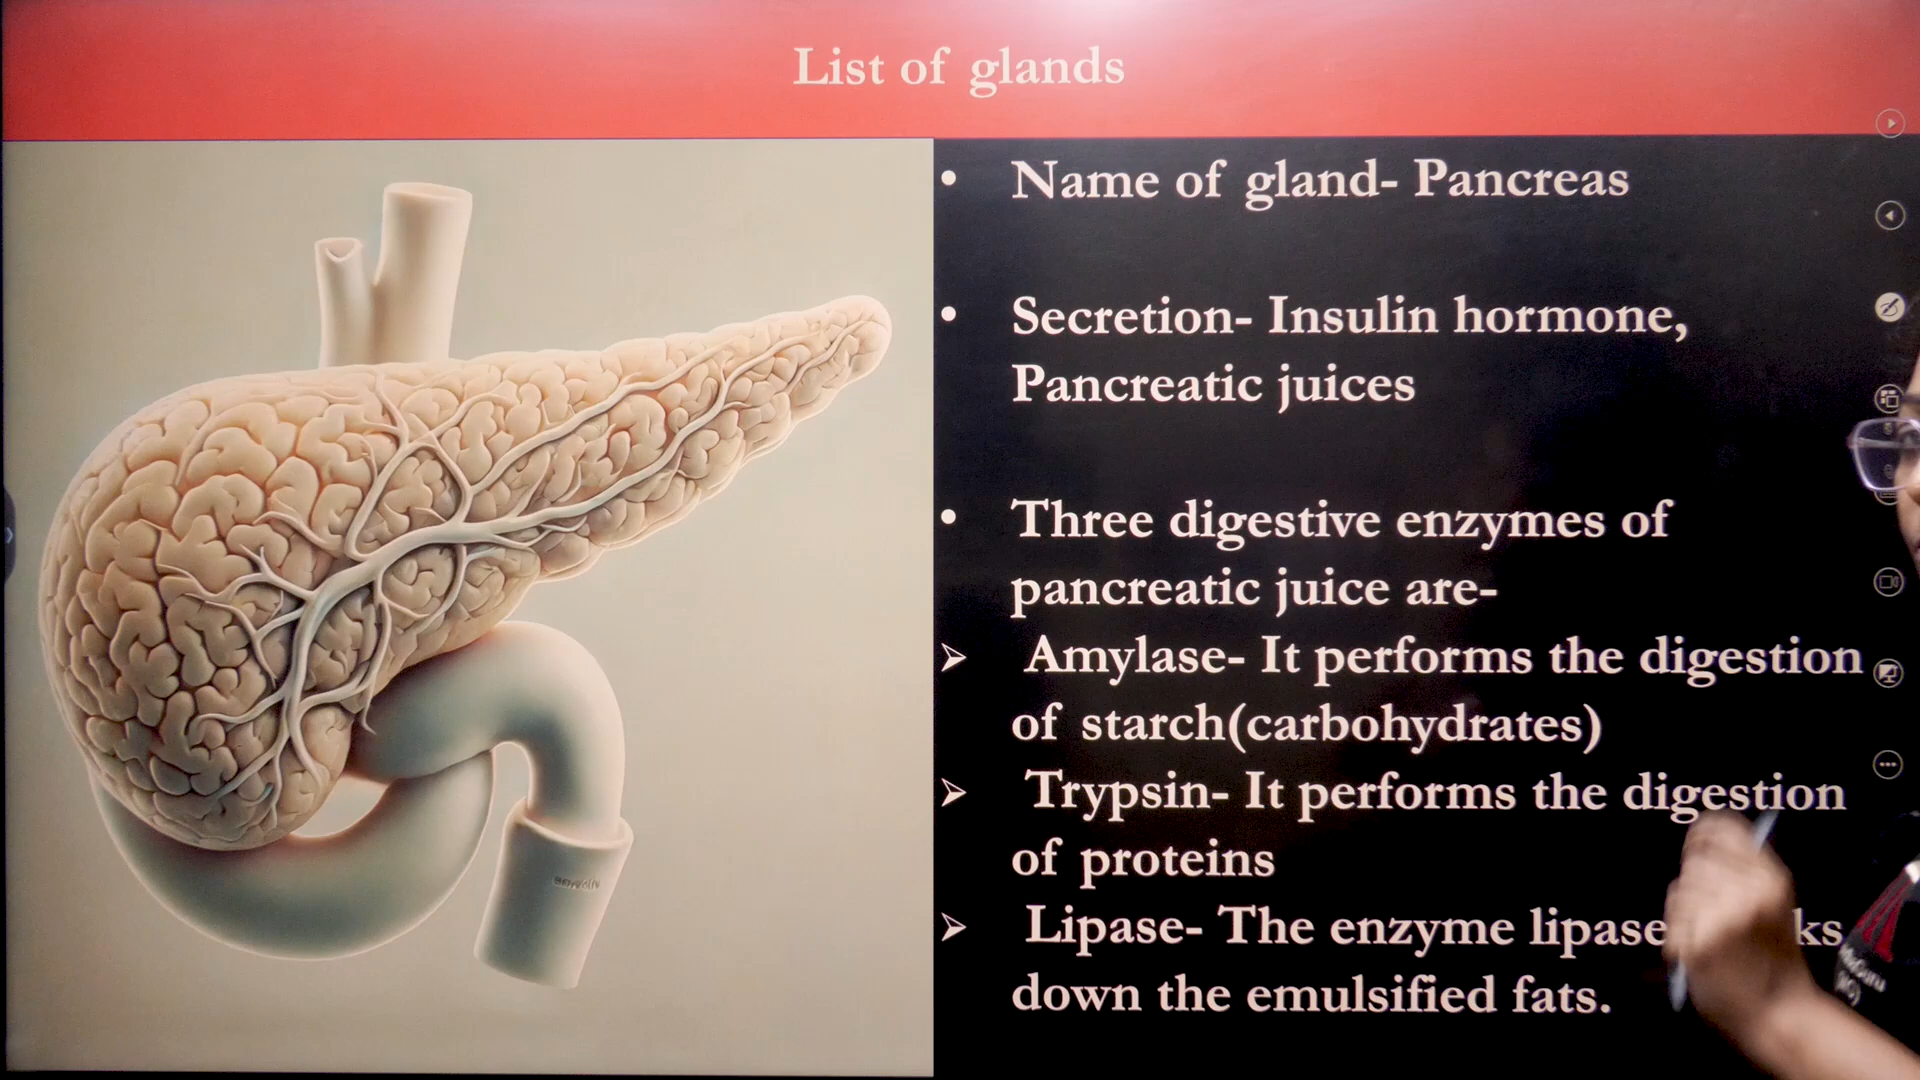 List of glands
• Name of gland- Pancreas
• Secretion- Insulin hormone,
Pancreatic juices
• Three digestive enzymes of
pancreatic juice are-
➢ Amylase- It performs the digestion
of starch(carbohydrates)
➢ Trypsin- It performs the digestion
of proteins
➢ Lipase- The enzyme lipase ks
down the emulsified fats.